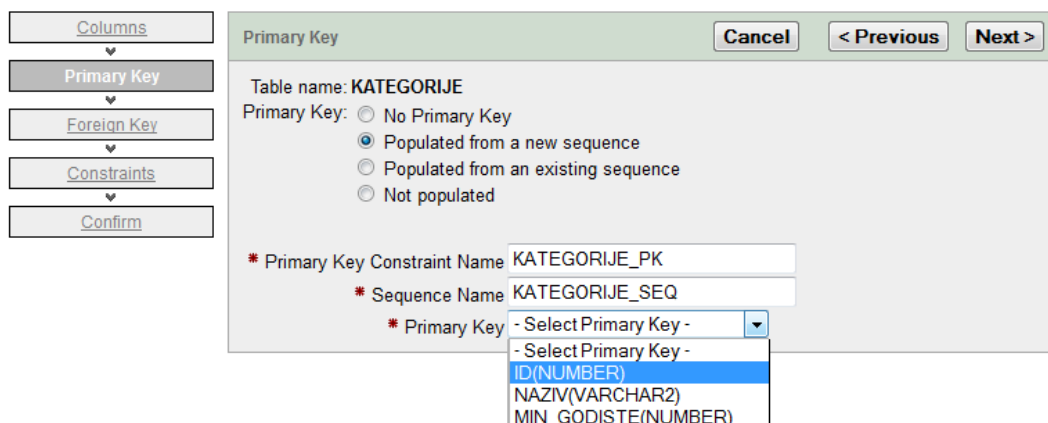 Columns
Primary Key
Foreign Key
Constraints
Confirm
Primary Key Cancel < Previous Next >
Table name: KATEGORIJE
Primary Key: No Primary Key
Populated from a new sequence
Populated from an existing sequence
Not populated
* Primary Key Constraint Name KATEGORIJE_PK
* Sequence Name KATEGORIJE_SEQ
* Primary Key - Select Primary Key -
- Select Primary Key -
ID(NUMBER)
NAZIV(VARCHAR2)
MIN_GODISTE(NUMBER)